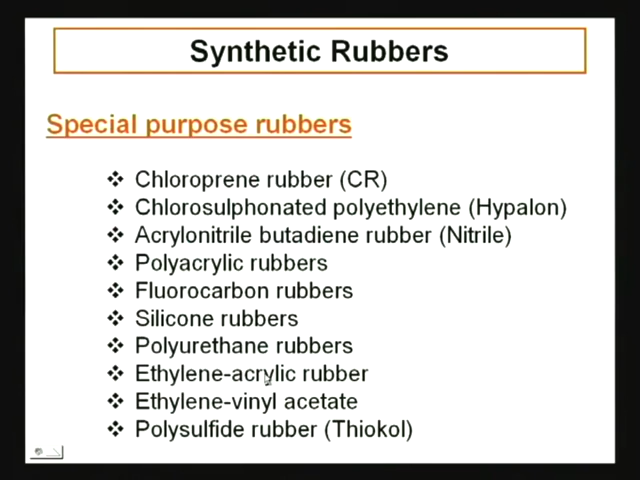 Synthetic Rubbers
Special purpose rubbers
❖ Chloroprene rubber (CR)
❖ Chlorosulphonated polyethylene (Hypalon)
❖ Acrylonitrile butadiene rubber (Nitrile)
❖ Polyacrylic rubbers
❖ Fluorocarbon rubbers
❖ Silicone rubbers
❖ Polyurethane rubbers
❖ Ethylene-acrylic rubber
❖ Ethylene-vinyl acetate
❖ Polysulfide rubber (Thiokol)